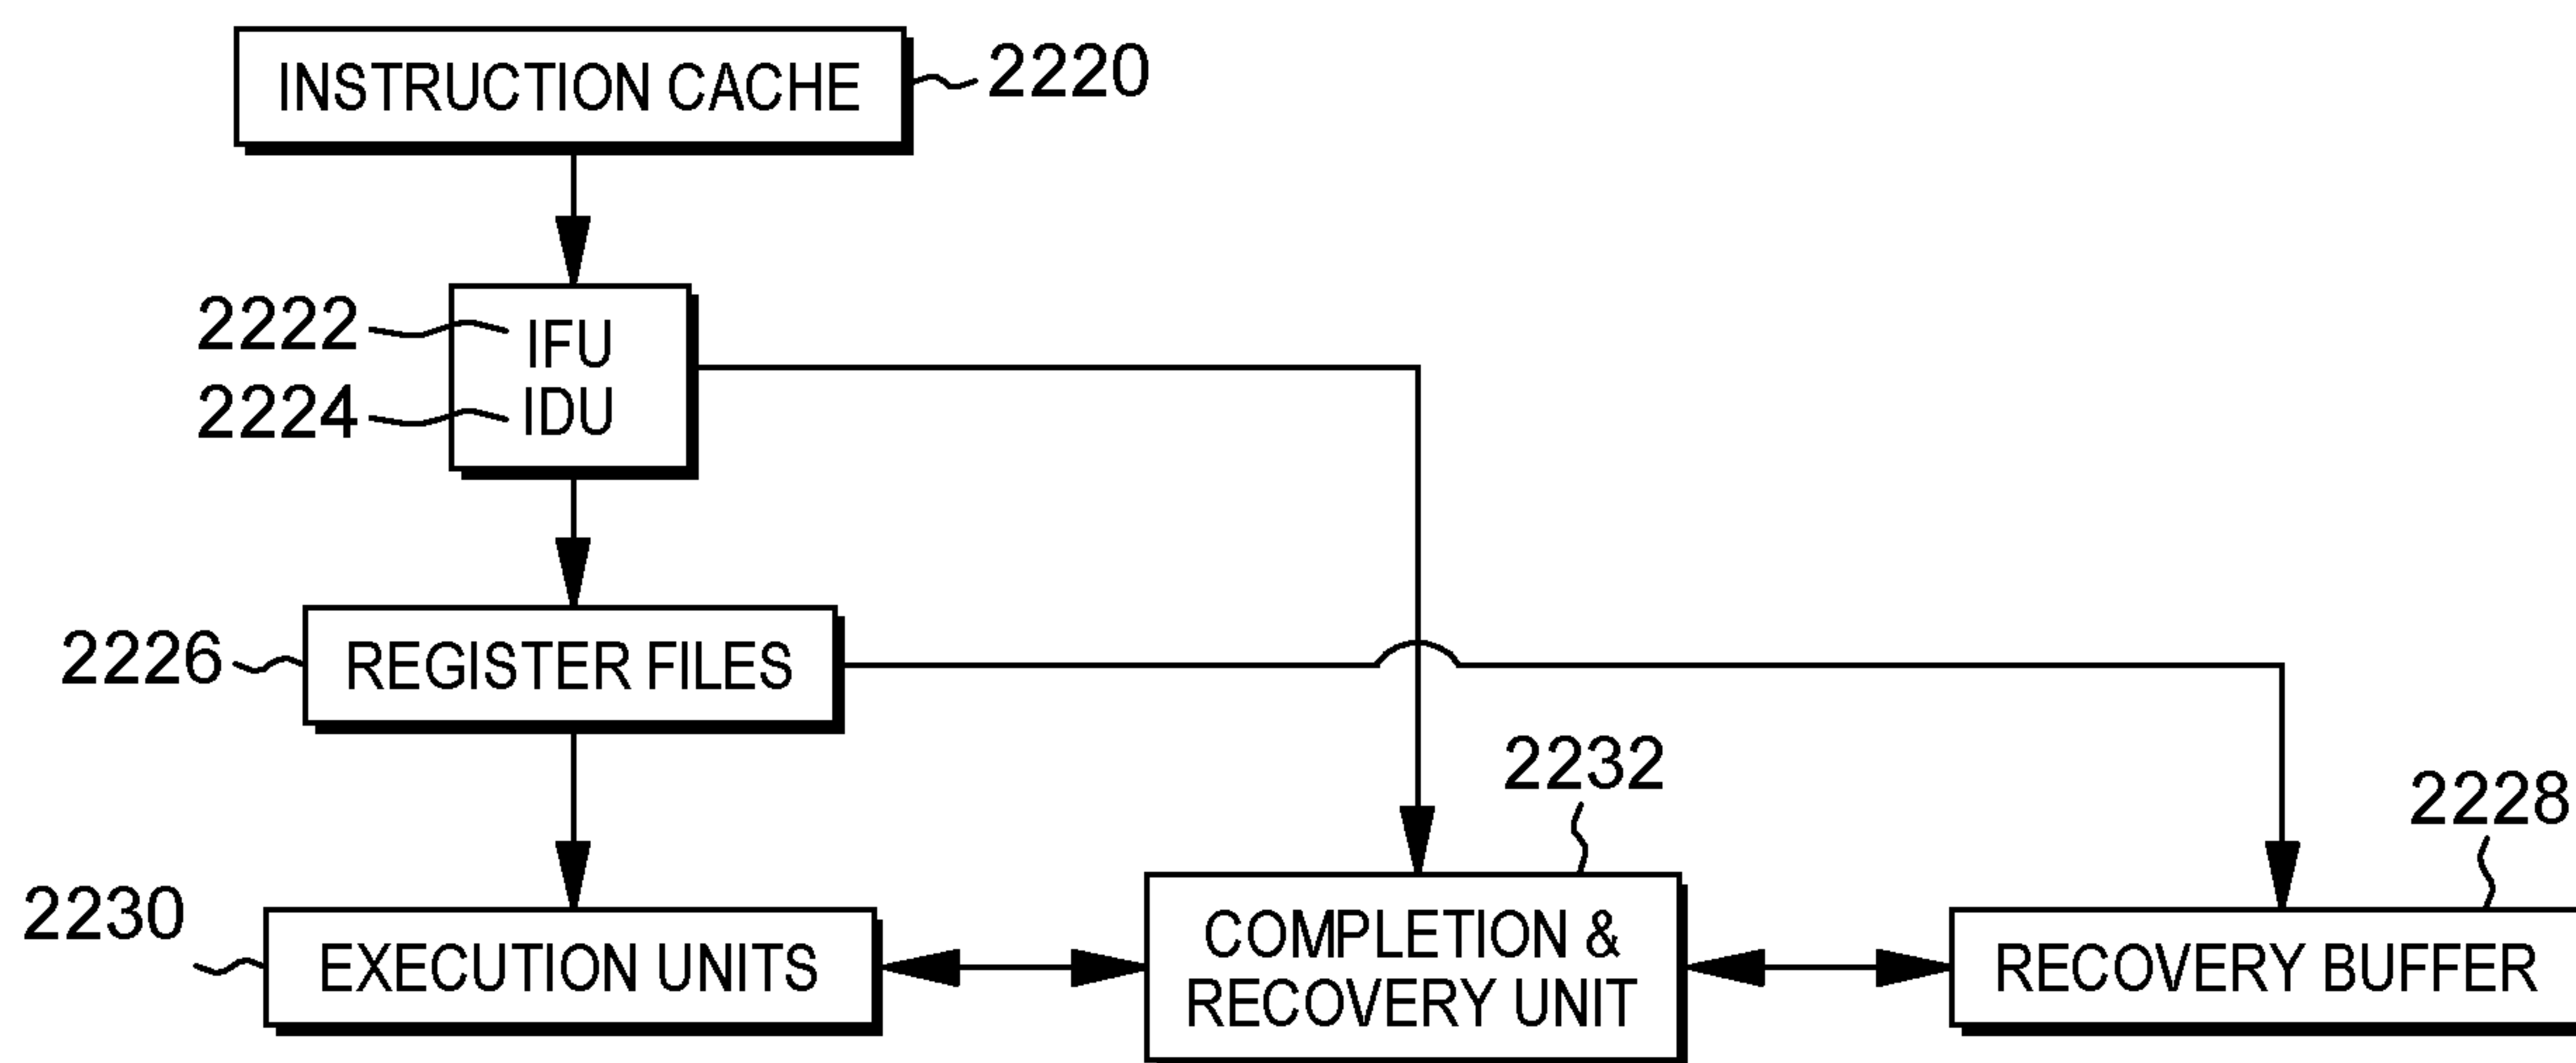 INSTRUCTION CACHE
2220
2222
IFU
2224
IDU
2226
REGISTER FILES
2232
2228
2230
EXECUTION UNITS
COMPLETION &
RECOVERY UNIT
RECOVERY BUFFER